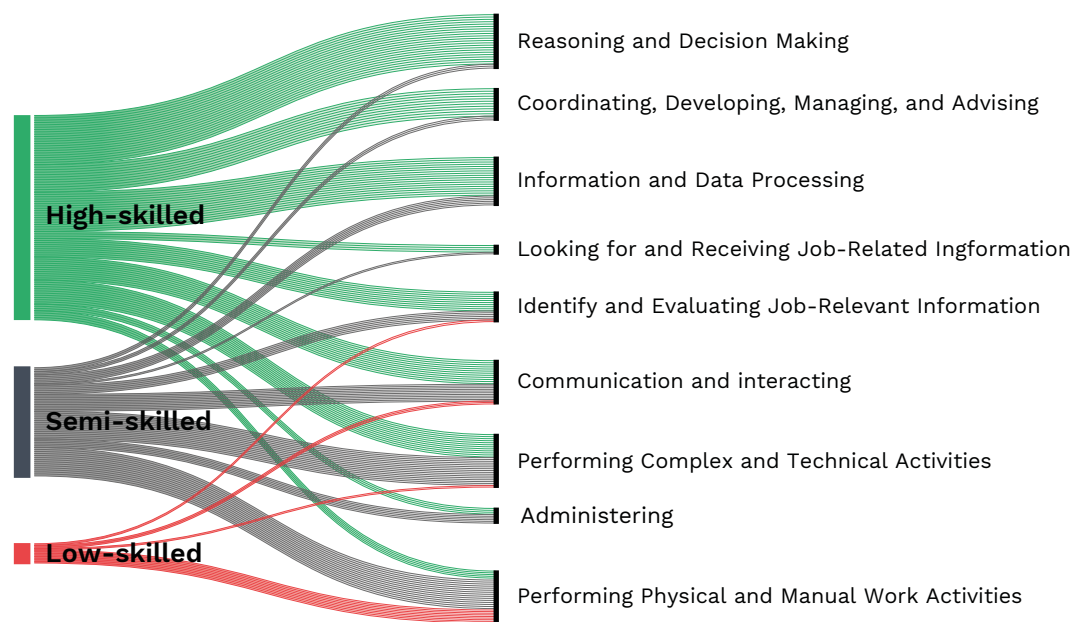 Reasoning and Decision Making
Coordinating, Developing, Managing, and Advising
Information and Data Processing
High-skilled
Looking for and Receiving Job-Related Ingformation
Identify and Evaluating Job-Relevant Information
Communication and interacting
Semi-skilled
Performing Complex and Technical Activities
Administering
Low-skilled
Performing Physical and Manual Work Activities